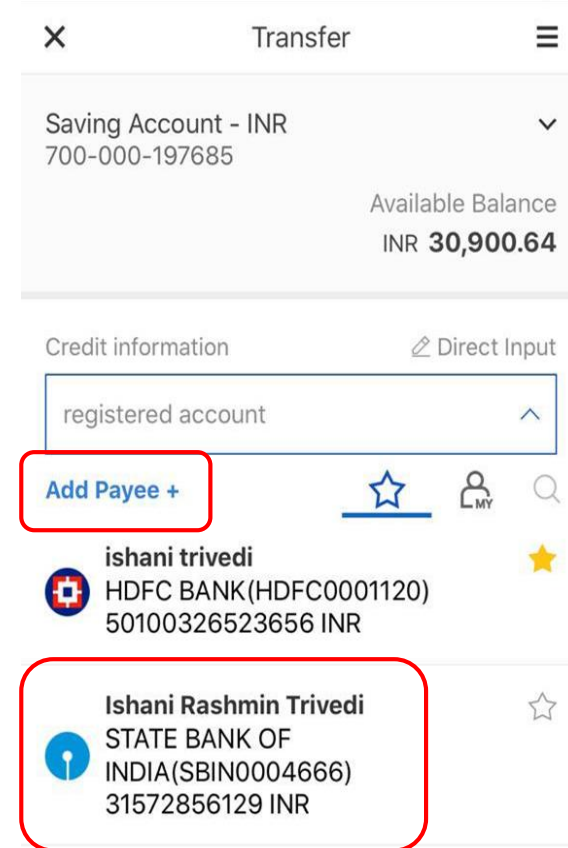 Transfer
Saving Account - INR
700-000-197685
Available Balance
INR 30,900.64
Credit information
Direct Input
registered account
Add Payee +
MY
ishani trivedi
HDFC BANK(HDFC0001120)
50100326523656 INR
Ishani Rashmin Trivedi
STATE BANK OF
INDIA(SBIN0004666)
31572856129 INR